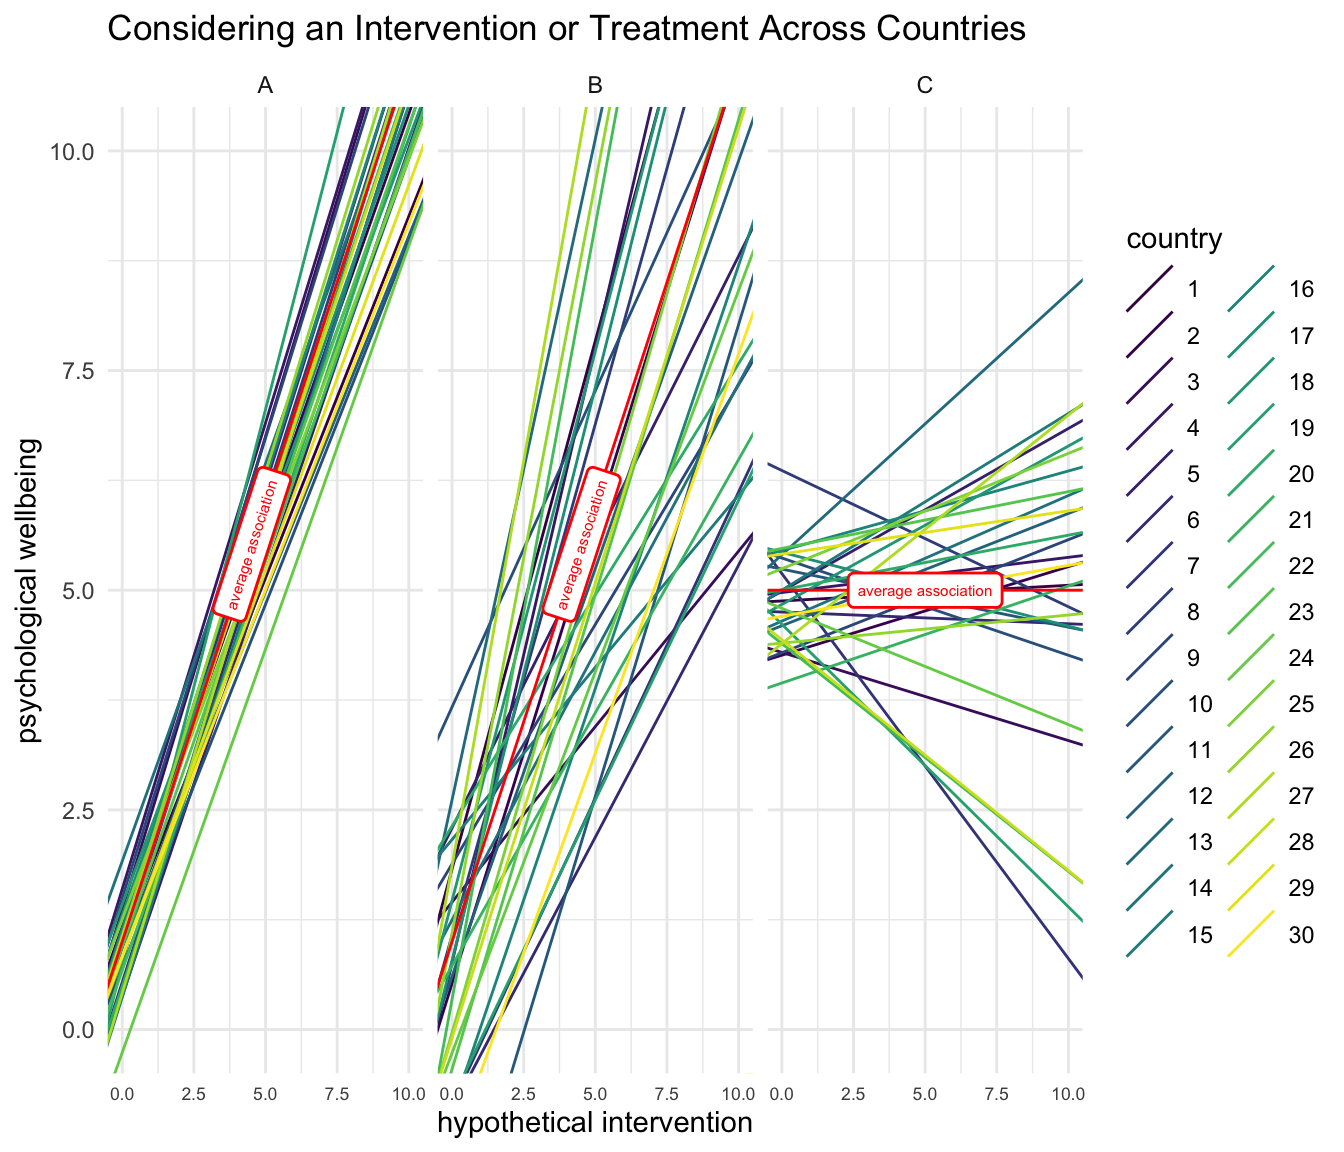 Considering an Intervention or Treatment Across Countries
A B C
10.0
7.5
5.0
2.5
0.0
psychological wellbeing
average association
average association
average association
0.0 2.5 5.0 7.5 10.0 0.0 2.5 5.0 7.5 10.0 0.0 2.5 5.0 7.5 10.0
hypothetical intervention
country
1 16
2 17
3 18
4 19
5 20
6 21
7 22
8 23
9 24
10 25
11 26
12 27
13 28
14 29
15 30